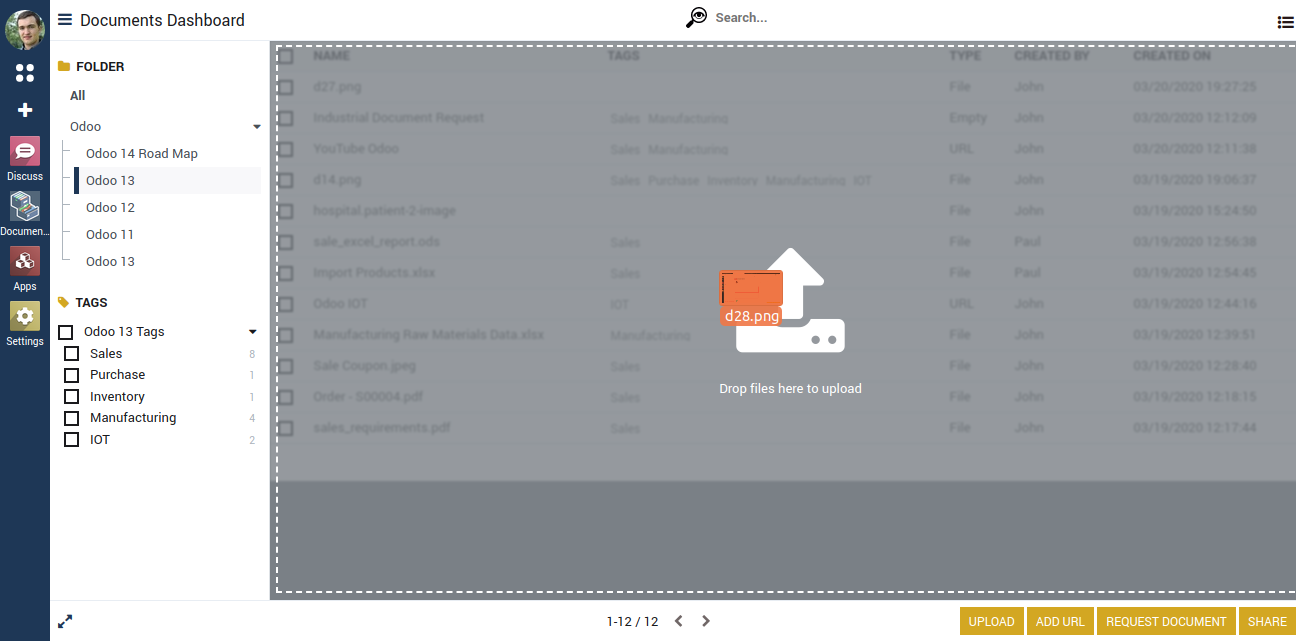 Documents Dashboard
Search...
Discuss
Documen...
Apps
Settings
FOLDER
All
Odoo
Odoo 14 Road Map
Odoo 13
Odoo 12
Odoo 11
Odoo 13
TAGS
Odoo 13 Tags
Sales 8
Purchase 1
Inventory 1
Manufacturing 4
IOT 2
NAME TAGS TYPE CREATED BY CREATED ON
d27.png File John 03/20/2020 19:27:25
Industrial Document Request Sales Manufacturing Empty John 03/20/2020 12:12:09
YouTube Odoo Sales Manufacturing URL John 03/20/2020 12:11:38
d14.png Sales Purchase Inventory Manufacturing IOT File John 03/19/2020 19:06:37
hospital.patient-2-image File John 03/19/2020 15:24:50
sale_excel_report.ods Sales File Paul 03/19/2020 12:56:38
Import Products.xlsx Sales File Paul 03/19/2020 12:54:45
Odoo IOT IOT URL John 03/19/2020 12:44:16
Manufacturing Raw Materials Data.xlsx Manufacturing File John 03/19/2020 12:39:51
Sale Coupon.jpeg Sales File John 03/19/2020 12:28:40
Order - S00004.pdf Sales File John 03/19/2020 12:18:15
sales_requirements.pdf Sales File John 03/19/2020 12:17:44
d28.png
Drop files here to upload
1-12 / 12
UPLOAD ADD URL REQUEST DOCUMENT SHARE